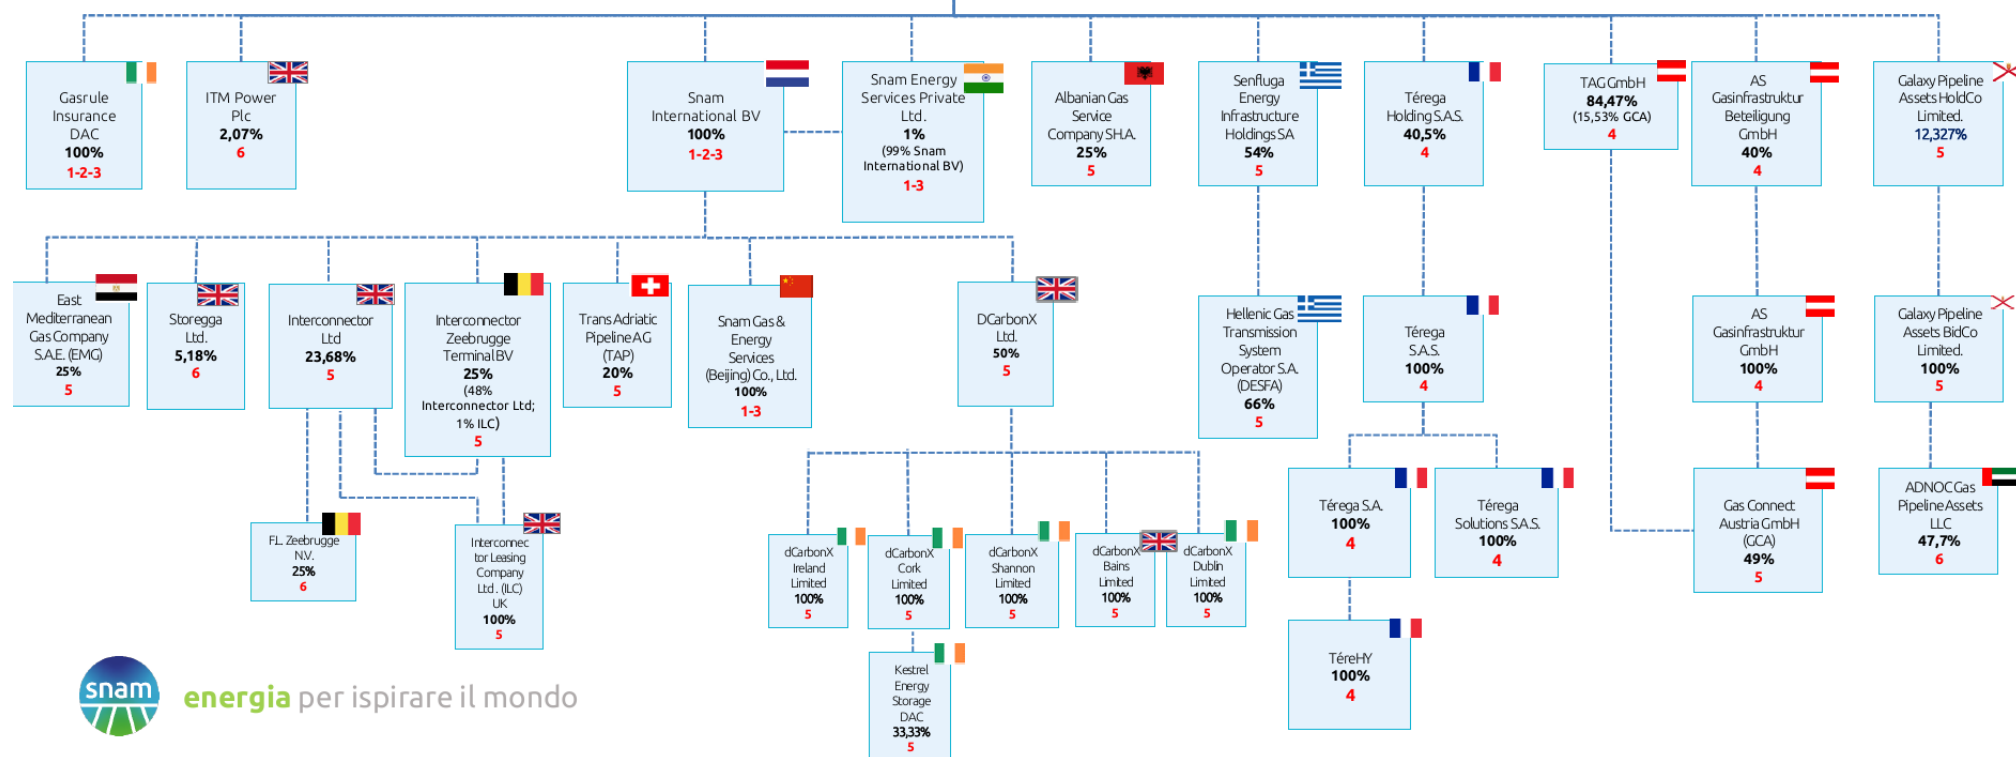 Gasrule
Insurance
DAC
100%
1-2-3
ITM Power
Plc
2,07%
6
Snam
International BV
100%
1-2-3
Snam Energy
Services Private
Ltd.
1%
(99% Snam
International BV)
1-3
Albanian Gas
Service
Company SH.A.
25%
5
Senfluga
Energy
Infrastructure
Holdings SA
54%
5
Térega
Holding S.A.S.
40,5%
4
TAG GmbH
84,47%
(15,53% GCA)
4
AS
Gasinfrastruktur
Beteiligung
GmbH
40%
4
Galaxy Pipeline
Assets HoldCo
Limited.
12,327%
5
East
Mediterranean
Gas Company
S.A.E. (EMG)
25%
5
Storegga
Ltd.
5,18%
6
Interconnector
Ltd
23,68%
5
Interconnector
Zeebrugge
Terminal BV
25%
(48%
Interconnector Ltd;
1% ILC)
5
Trans Adriatic
Pipeline AG
(TAP)
20%
5
Snam Gas &
Energy
Services
(Beijing) Co., Ltd.
100%
1-3
DCarbonX
Ltd.
50%
5
Hellenic Gas
Transmission
System
Operator S.A.
(DESFA)
66%
5
Térega
S.A.S.
100%
4
AS
Gasinfrastruktur
GmbH
100%
4
Galaxy Pipeline
Assets BidCo
Limited.
100%
5
F.L. Zeebrugge
N.V.
25%
6
Interconnec
tor Leasing
Company
Ltd. (ILC)
UK
100%
5
dCarbonX
Ireland
Limited
100%
5
dCarbonX
Cork
Limited
100%
5
dCarbonX
Shannon
Limited
100%
5
dCarbonX
Bains
Limited
100%
5
dCarbonX
Dublin
Limited
100%
5
Térega S.A.
100%
4
Térega
Solutions S.A.S.
100%
4
Gas Connect
Austria GmbH
(GCA)
49%
5
ADNOC Gas
Pipeline Assets
LLC
47,7%
6
Kestrel
Energy
Storage
DAC
33,33%
5
TéreHY
100%
4
snam
energia per ispirare il mondo